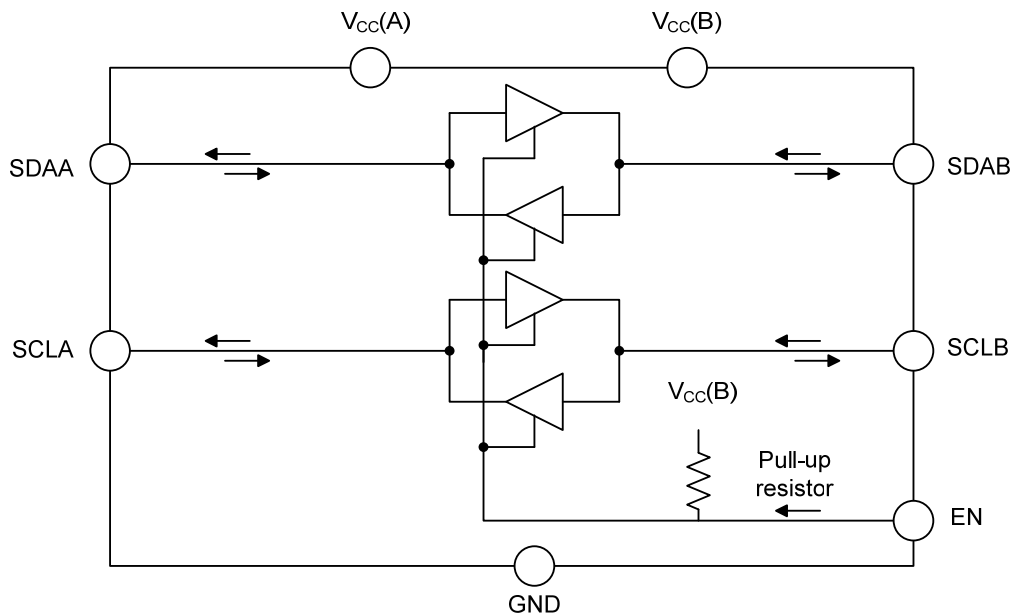 VCC(A)
VCC(B)
SDAA
SDAB
SCLA
SCLB
VCC(B)
Pull-up
resistor
EN
GND